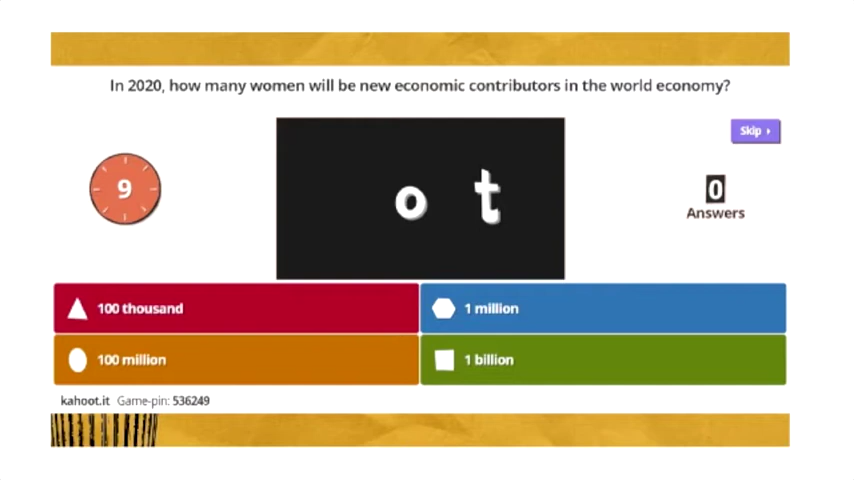 In 2020, how many women will be new economic contributors in the world economy?
Skip
9
o t
0
Answers
100 thousand
1 million
100 million
1 billion
kahoot.it Game-pin: 536249